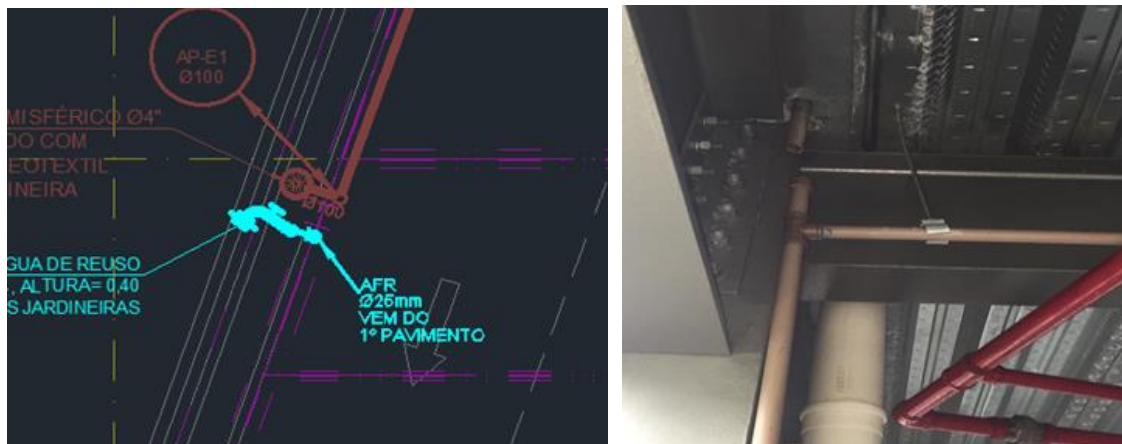 AP-E1
Ø100
MISFÉRICO Ø4"
DO COM
EOTEXTIL
INEIRA
Ø100
GUA DE REUSO
, ALTURA= 0,40
S JARDINEIRAS
AFR
Ø25mm
VEM DO
1º PAVIMENTO